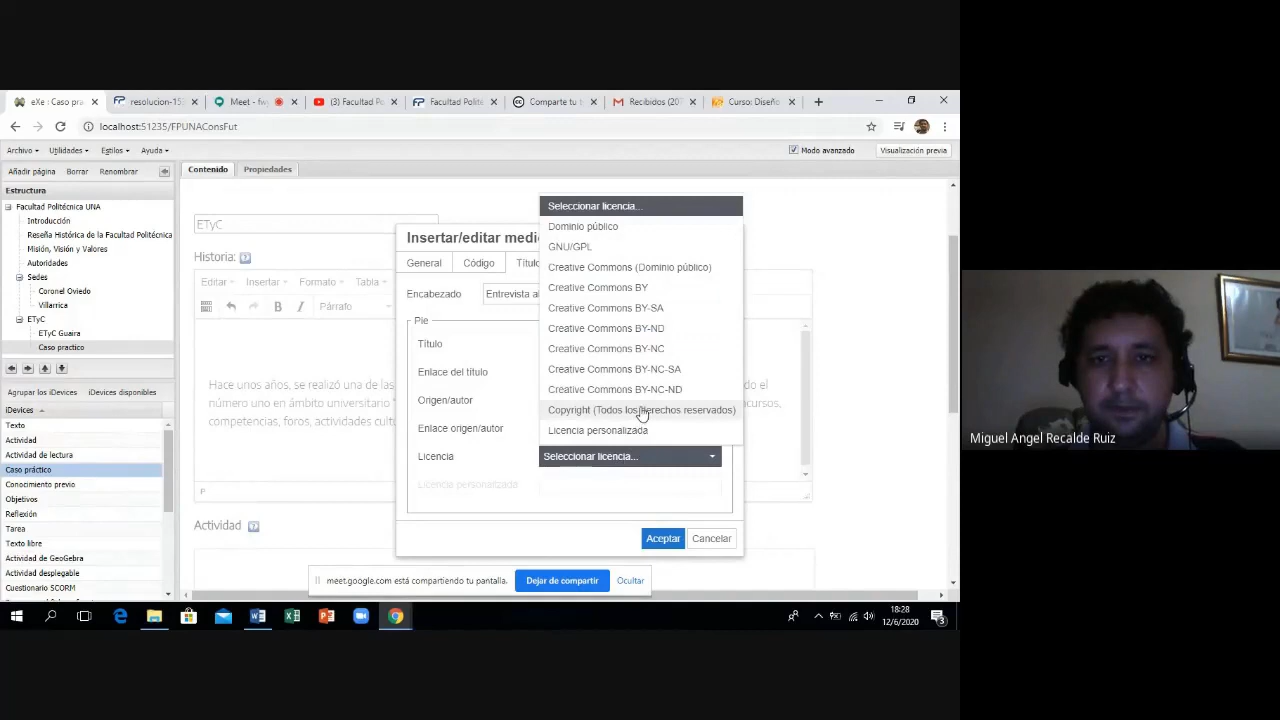 eXe : Caso pra
resolucion-15
Meet - fw
(3) Facultad Po
Facultad Polité
Comparte tu t
Recibidos (207
Curso: Diseño
localhost:51235/FPUNAConsFut
Archivo
Utilidades
Estilos
Ayuda
Modo avanzado
Visualización previa
Añadir página
Borrar
Renombrar
Contenido
Propiedades
Estructura
Facultad Politécnica UNA
Introducción
Reseña Histórica de la Facultad Politécnica
Misión, Visión y Valores
Autoridades
Sedes
Coronel Oviedo
Villarrica
ETyC
ETyC Guaira
Caso practico
Agrupar los iDevices
iDevices disponibles
iDevices
Texto
Actividad
Actividad de lectura
Caso práctico
Conocimiento previo
Objetivos
Reflexión
Tarea
Texto libre
Actividad de GeoGebra
Actividad desplegable
Cuestionario SCORM
ETyC
Historia:
Editar
Insertar
Formato
Tabla
Párrafo
Hace unos años, se realizó una de las
número uno en ámbito universitario
competencias, foros, actividades
P
Actividad
Insertar/editar medi
General
Código
Título
Encabezado
Entrevista a
Pie
Título
Enlace del título
Origen/autor
Enlace origen/autor
Licencia
Seleccionar licencia...
Licencia personalizada
Seleccionar licencia...
Dominio público
GNU/GPL
Creative Commons (Dominio público)
Creative Commons BY
Creative Commons BY-SA
Creative Commons BY-ND
Creative Commons BY-NC
Creative Commons BY-NC-SA
Creative Commons BY-NC-ND
Copyright (Todos los derechos reservados)
Licencia personalizada
do el
cursos,
Aceptar
Cancelar
meet.google.com está compartiendo tu pantalla.
Dejar de compartir
Ocultar
18:28
12/6/2020
3
Miguel Angel Recalde Ruiz